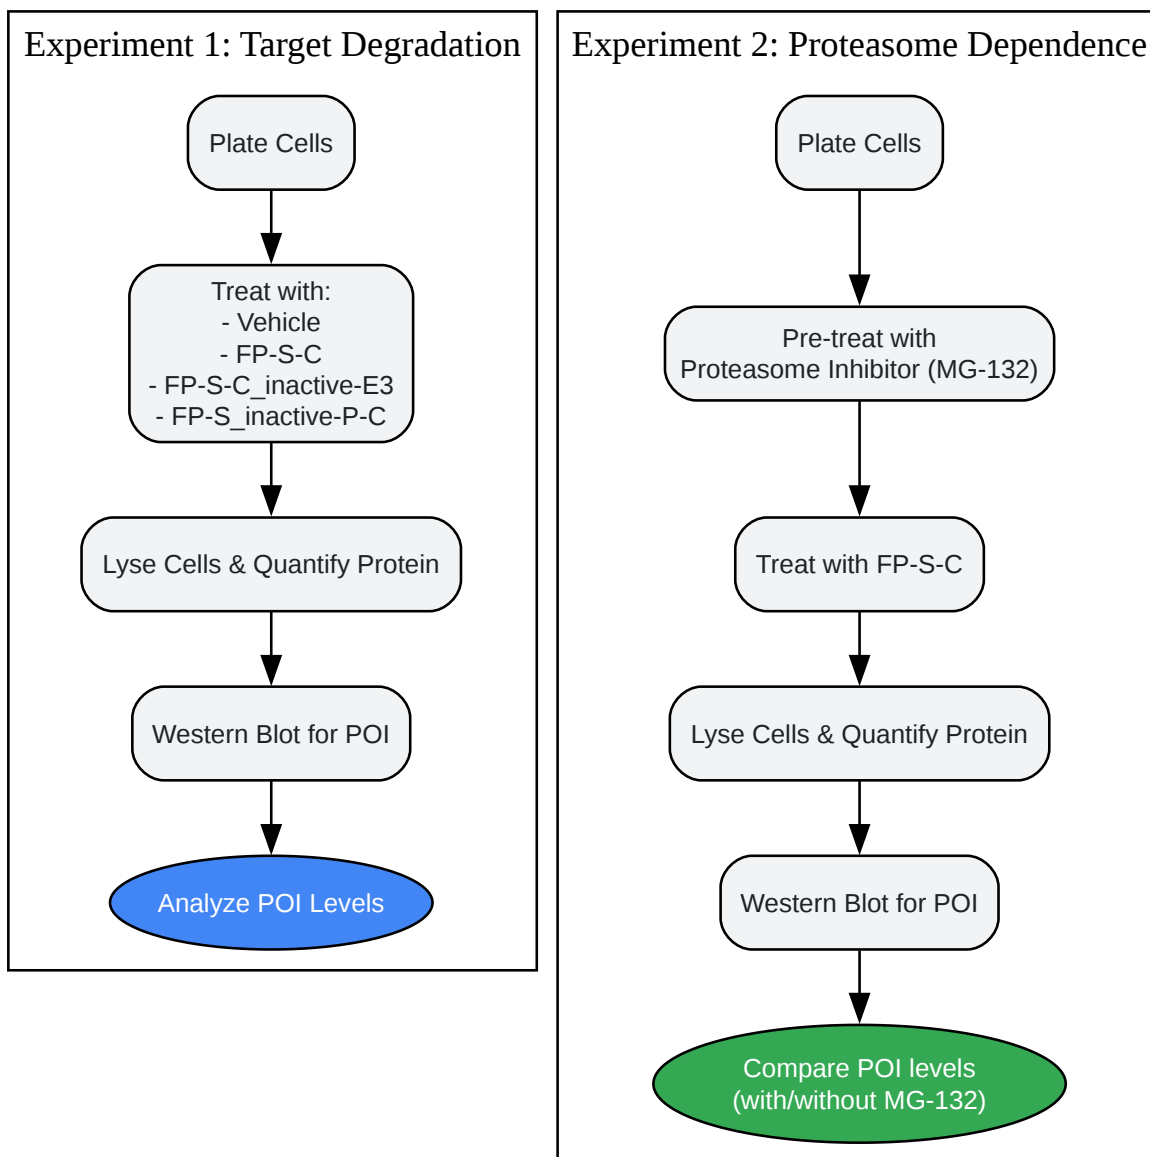 Experiment 1: Target Degradation
Plate Cells
Treat with:
- Vehicle
- FP-S-C
- FP-S-C_inactive-E3
- FP-S_inactive-P-C
Lyse Cells & Quantify Protein
Western Blot for POI
Analyze POI Levels
Experiment 2: Proteasome Dependence
Plate Cells
Pre-treat with
Proteasome Inhibitor (MG-132)
Treat with FP-S-C
Lyse Cells & Quantify Protein
Western Blot for POI
Compare POI levels
(with/without MG-132)